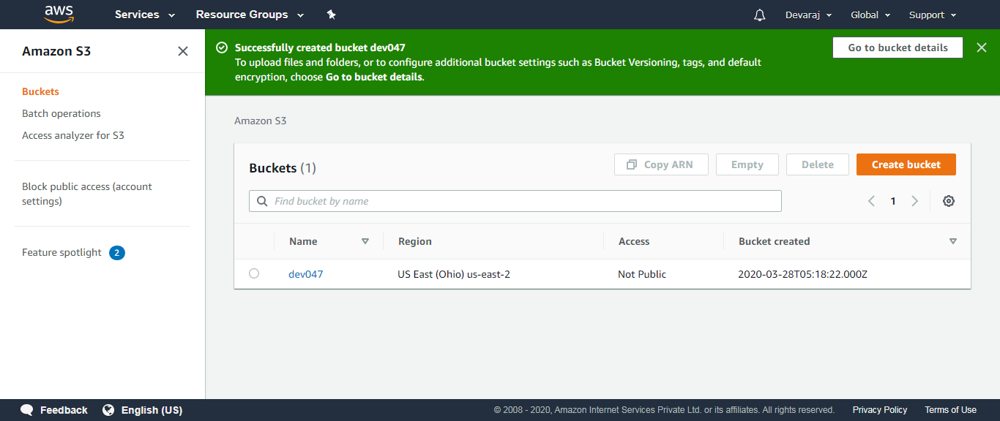 aws
Services
Resource Groups
Devaraj
Global
Support
Amazon S3
Buckets
Batch operations
Access analyzer for S3
Block public access (account
settings)
Feature spotlight 2
Successfully created bucket dev047
To upload files and folders, or to configure additional bucket settings such as Bucket Versioning, tags, and default
encryption, choose Go to bucket details.
Go to bucket details
Amazon S3
Buckets (1)
Copy ARN
Empty
Delete
Create bucket
Find bucket by name
1
Name Region Access Bucket created
dev047 US East (Ohio) us-east-2 Not Public 2020-03-28T05:18:22.000Z
Feedback
English (US)
© 2008 - 2020, Amazon Internet Services Private Ltd. or its affiliates. All rights reserved.
Privacy Policy
Terms of Use